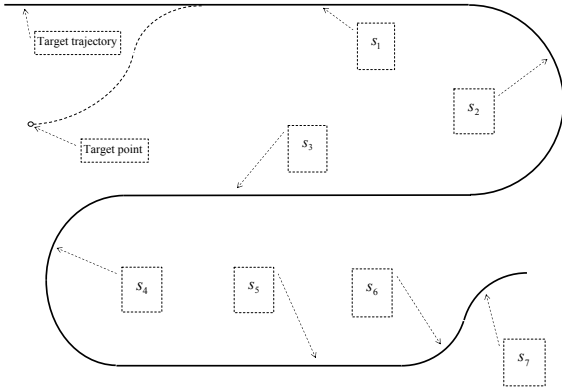 Target trajectory
s₁
s₂
Target point
s₃
s₄
s₅
s₆
s₇